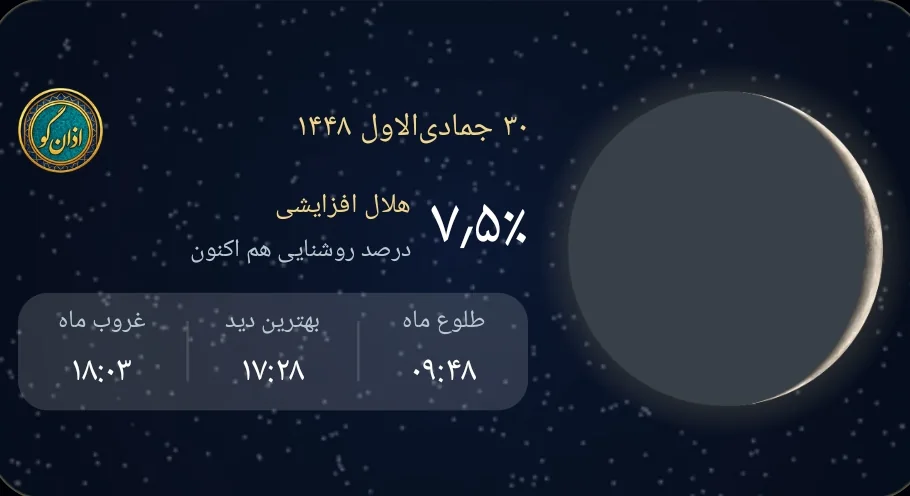 اذان گو
۳۰ جمادی‌الاول ۱۴۴۸
۷٫۵٪
هلال افزایشی
درصد روشنایی هم اکنون
طلوع ماه
۰۹:۴۸
بهترین دید
۱۷:۲۸
غروب ماه
۱۸:۰۳